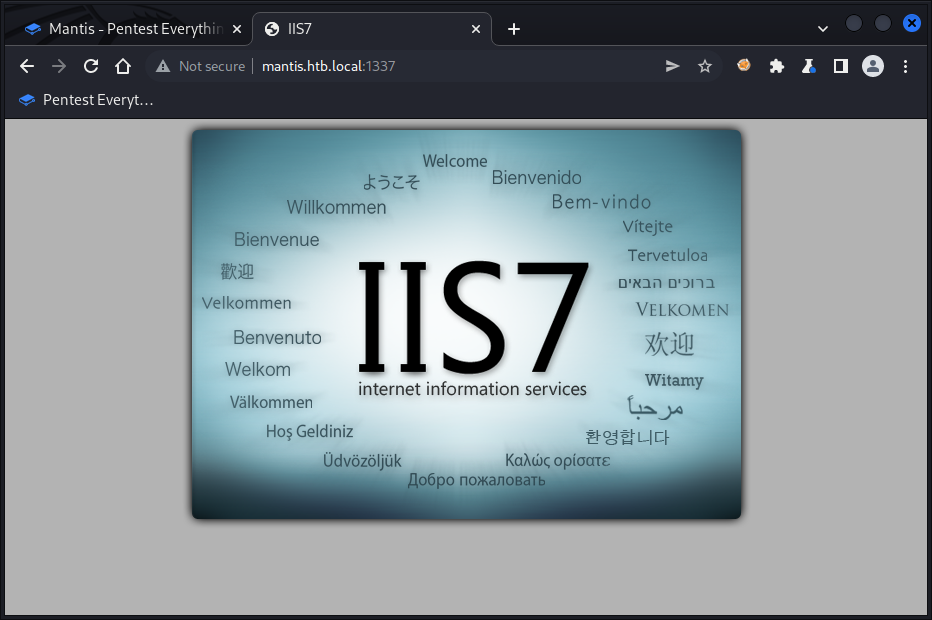 Mantis - Pentest Everythin
IIS7
Not secure
mantis.htb.local:1337
Pentest Everyt…
Welcome
ようこそ
Bienvenido
Willkommen
Bem-vindo
Vítejte
Bienvenue
Tervetuloa
歡迎
ברוכים הבאים
Velkommen
VELKOMEN
Benvenuto
欢迎
IIS7
Welkom
Witamy
internet information services
Välkommen
مرحباً
Hoş Geldiniz
환영합니다
Üdvözöljük
Καλώς ορίσατε
Добро пожаловать